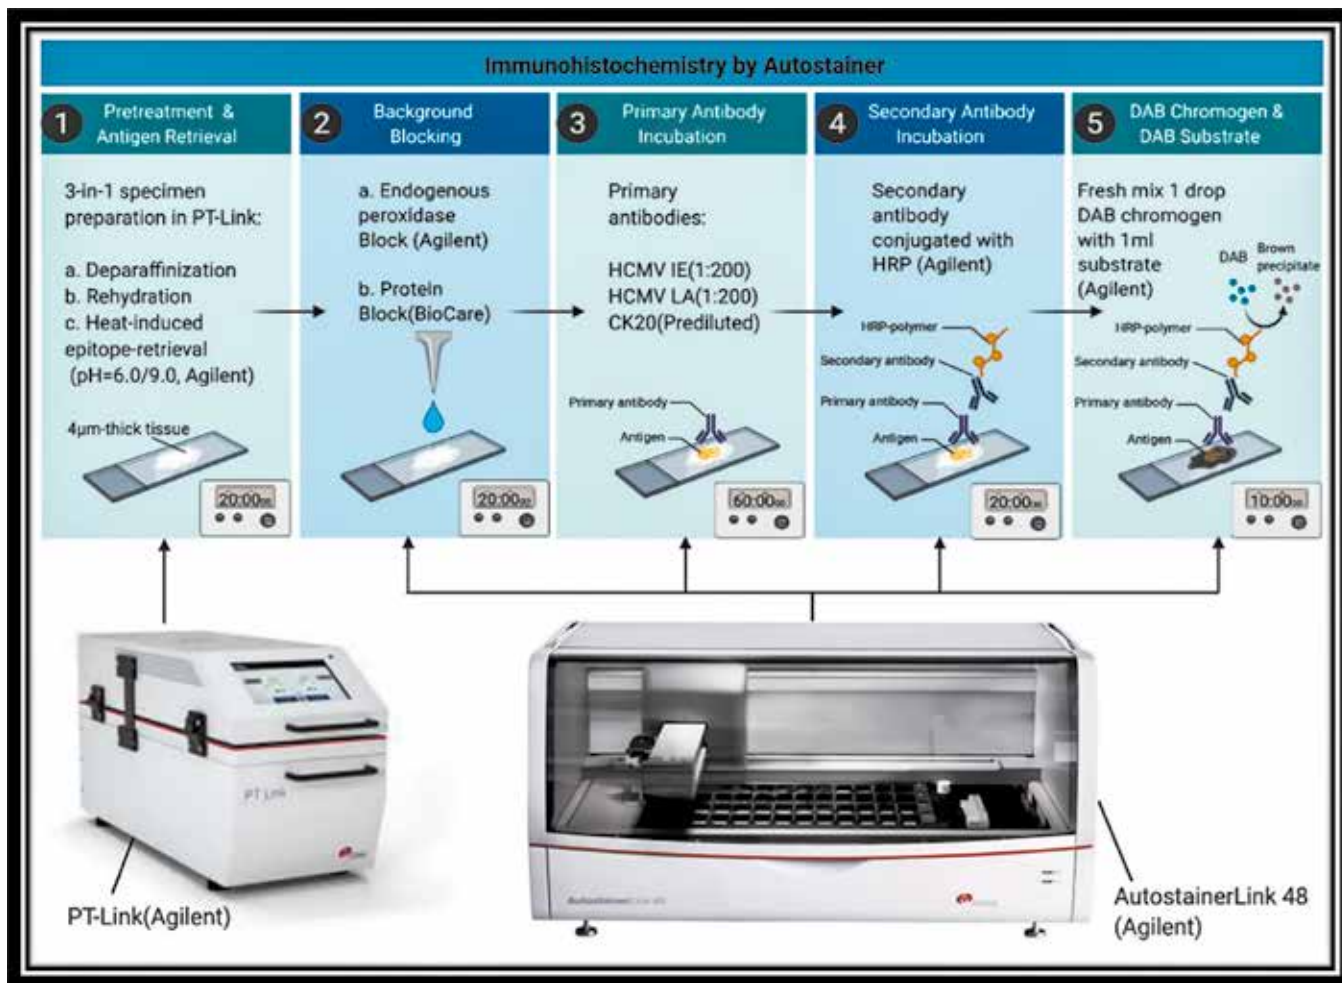 Immunohistochemistry by Autostainer
1
Pretreatment &
Antigen Retrieval
3-in-1 specimen
preparation in PT-Link:
a. Deparaffinization
b. Rehydration
c. Heat-induced
epitope-retrieval
(pH=6.0/9.0, Agilent)
4μm-thick tissue
20:00
2
Background
Blocking
a. Endogenous
peroxidase
Block (Agilent)
b. Protein
Block(BioCare)
20:00
3
Primary Antibody
Incubation
Primary
antibodies:
HCMV IE(1:200)
HCMV LA(1:200)
CK20(Prediluted)
Primary antibody
Antigen
60:00
4
Secondary Antibody
Incubation
Secondary
antibody
conjugated with
HRP (Agilent)
HRP-polymer
Secondary antibody
Primary antibody
Antigen
20:00
5
DAB Chromogen &
DAB Substrate
Fresh mix 1 drop
DAB chromogen
with 1ml
substrate
(Agilent)
DAB
Brown
precipitate
HRP-polymer
Secondary antibody
Primary antibody
Antigen
10:00
PT Link
PT-Link(Agilent)
AutostainerLink 48
AutostainerLink 48
(Agilent)